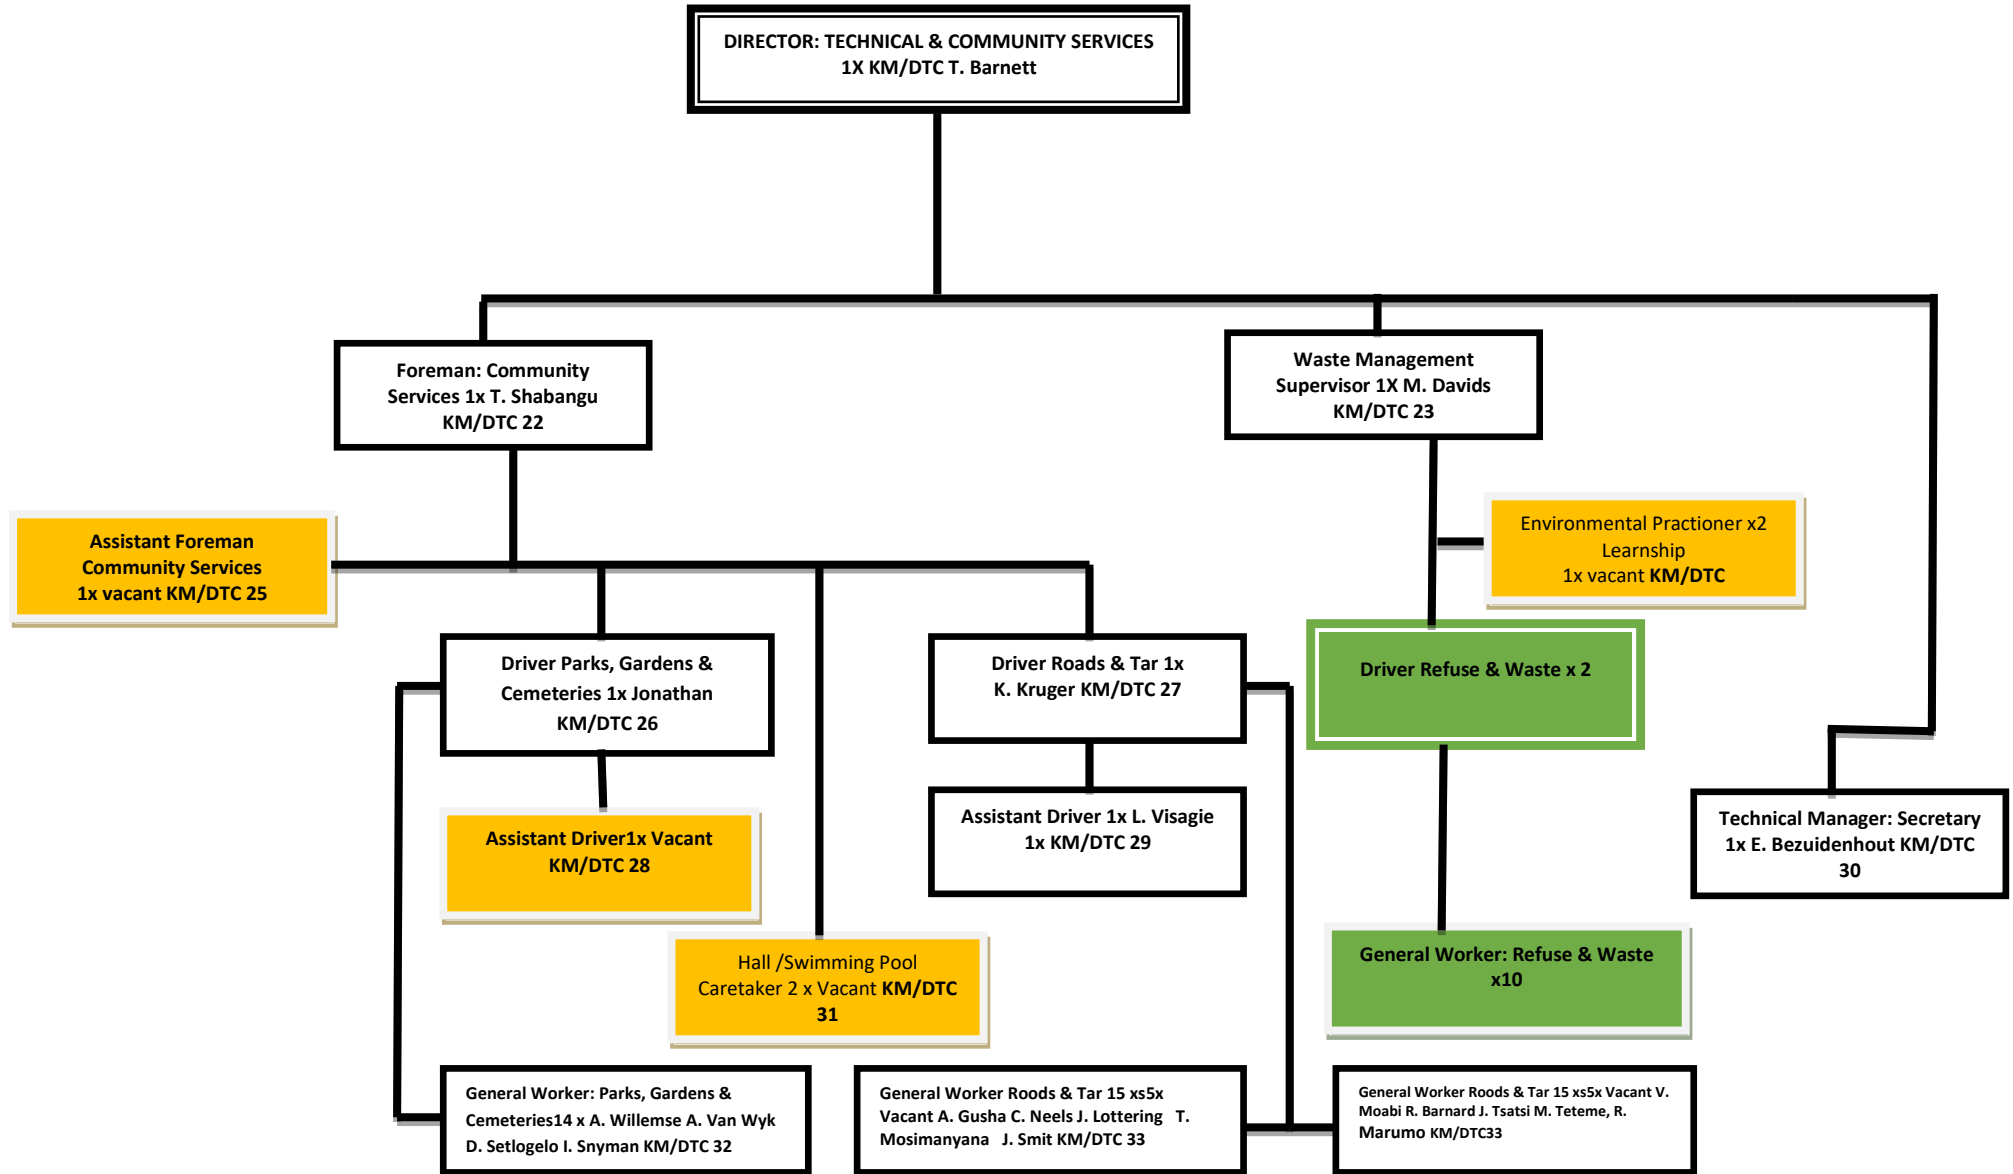 DIRECTOR: TECHNICAL & COMMUNITY SERVICES
1X KM/DTC T. Barnett
Foreman: Community
Services 1x T. Shabangu
KM/DTC 22
Waste Management
Supervisor 1X M. Davids
KM/DTC 23
Assistant Foreman
Community Services
1x vacant KM/DTC 25
Environmental Practioner x2
Learnship
1x vacant KM/DTC
Driver Parks, Gardens &
Cemeteries 1x Jonathan
KM/DTC 26
Driver Roads & Tar 1x
K. Kruger KM/DTC 27
Driver Refuse & Waste x 2
Assistant Driver1x Vacant
KM/DTC 28
Assistant Driver 1x L. Visagie
1x KM/DTC 29
Technical Manager: Secretary
1x E. Bezuidenhout KM/DTC
30
Hall /Swimming Pool
Caretaker 2 x Vacant KM/DTC
31
General Worker: Refuse & Waste
x10
General Worker: Parks, Gardens &
Cemeteries14 x A. Willemse A. Van Wyk
D. Setlogelo I. Snyman KM/DTC 32
General Worker Roods & Tar 15 xs5x
Vacant A. Gusha C. Neels J. Lottering T.
Mosimanyana J. Smit KM/DTC 33
General Worker Roods & Tar 15 xs5x Vacant V.
Moabi R. Barnard J. Tsatsi M. Teteme, R.
Marumo KM/DTC33